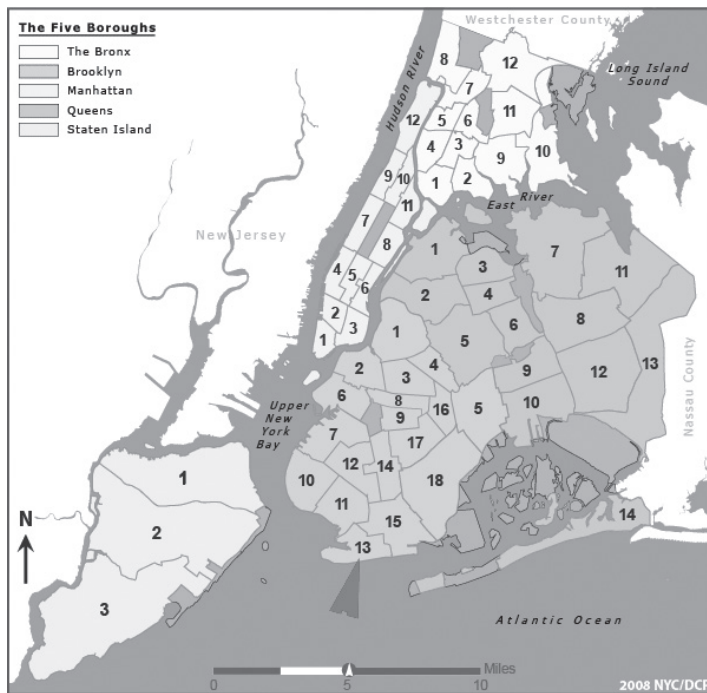 The Five Boroughs
The Bronx
Brooklyn
Manhattan
Queens
Staten Island
Westchester County
Hudson River
Long Island
Sound
8
12
7
12
11
5
6
4
3
9
10
9
10
1
2
11
East River
New Jersey
7
8
1
7
3
11
4
5
6
2
4
2
3
1
1
5
6
8
13
Nassau County
2
3
4
9
12
6
8
9
16
5
10
Upper
New
York
Bay
7
17
12
14
10
11
18
15
13
14
1
2
3
N
Atlantic Ocean
0
5
10
Miles
2008 NYC/DCP